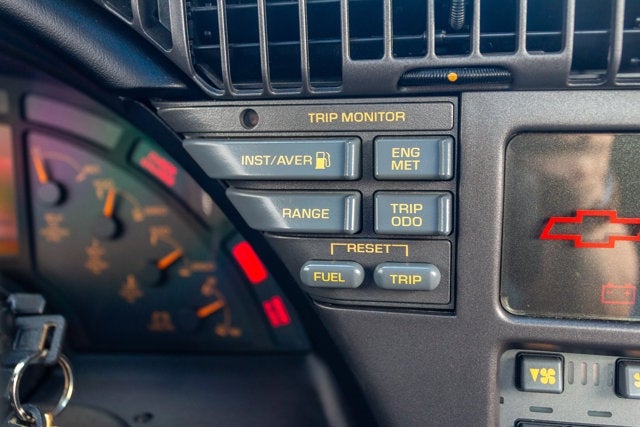 TRIP MONITOR
INST/AVER
ENG
MET
RANGE
TRIP
ODO
RESET
FUEL
TRIP